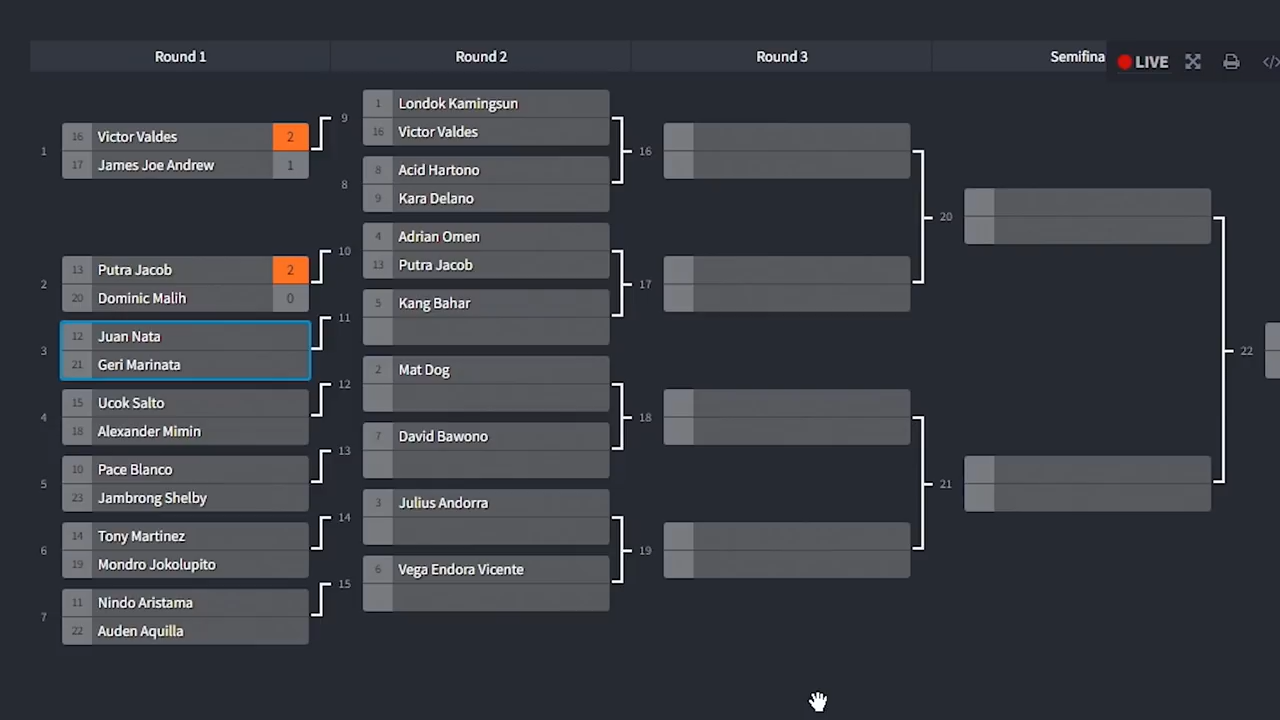 Round 1
Round 2
Round 3
Semifina
LIVE
</>
1
16 Victor Valdes 2
17 James Joe Andrew 1
2
13 Putra Jacob 2
20 Dominic Malih 0
3
12 Juan Nata
21 Geri Marinata
4
15 Ucok Salto
18 Alexander Mimin
5
10 Pace Blanco
23 Jambrong Shelby
6
14 Tony Martinez
19 Mondro Jokolupito
7
11 Nindo Aristama
22 Auden Aquilla
9
1 Londok Kamingsun
16 Victor Valdes
8
8 Acid Hartono
9 Kara Delano
10
4 Adrian Omen
13 Putra Jacob
11
5 Kang Bahar
12
2 Mat Dog
13
7 David Bawono
14
3 Julius Andorra
15
6 Vega Endora Vicente
16
17
18
19
20
21
22